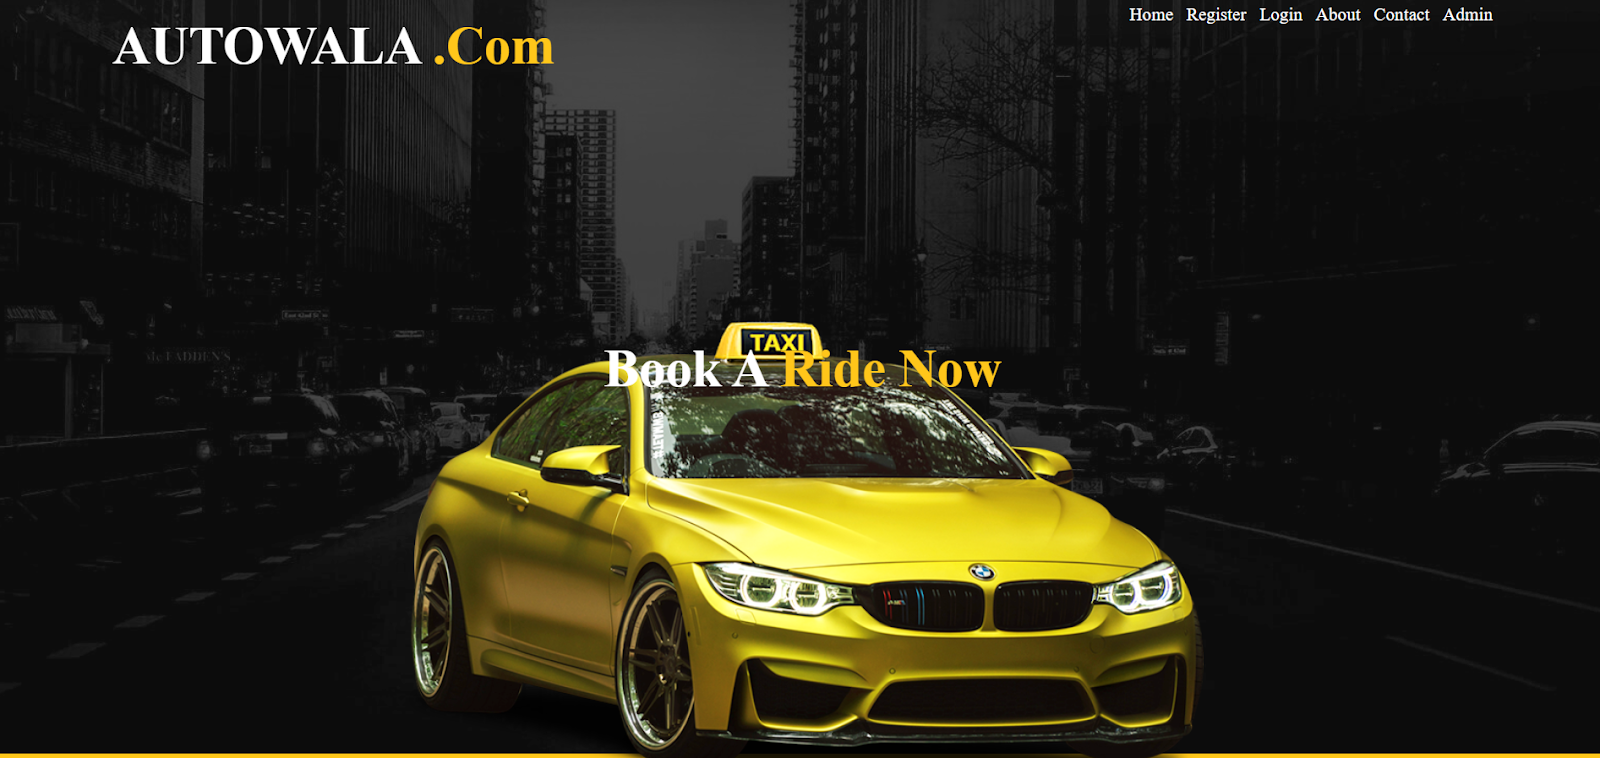 AUTOWALA .Com
Home Register Login About Contact Admin
TAXI
Book A Ride Now